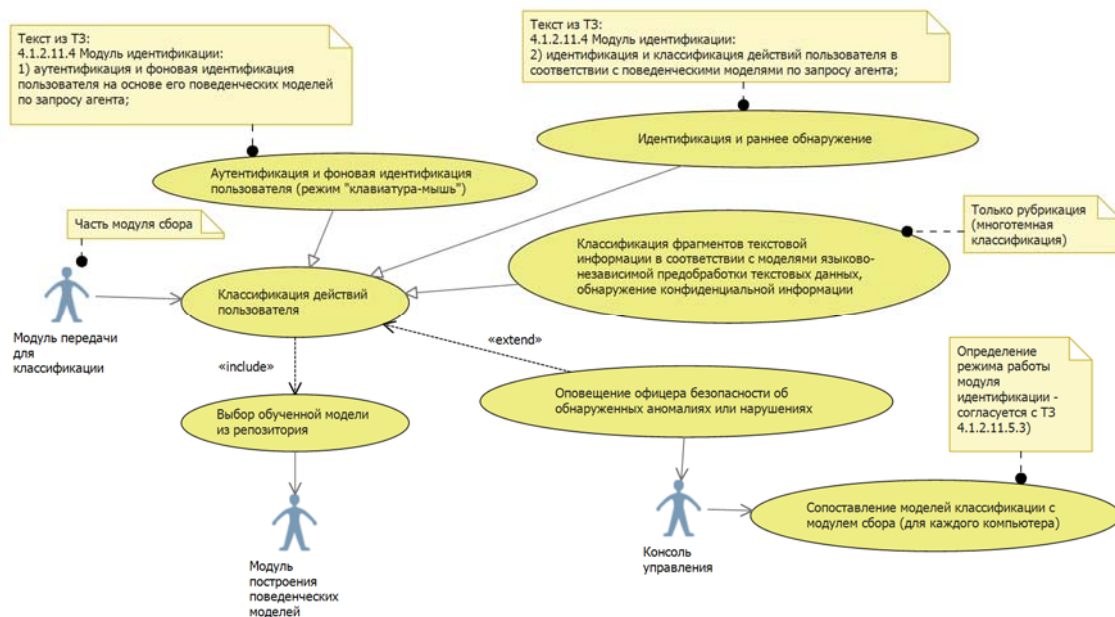 Текст из ТЗ:
4.1.2.11.4 Модуль идентификации:
1) аутентификация и фоновая идентификация
пользователя на основе его поведенческих моделей
по запросу агента;
Текст из ТЗ:
4.1.2.11.4 Модуль идентификации:
2) идентификация и классификация действий пользователя в
соответствии с поведенческими моделями по запросу агента;
Идентификация и раннее обнаружение
Аутентификация и фоновая идентификация
пользователя (режим "клавиатура-мышь")
Часть модуля сбора
Только рубрикация
(многотемная
классификация)
Классификация фрагментов текстовой
информации в соответствии с моделями языково-
независимой предобработки текстовых данных,
обнаружение конфиденциальной информации
Классификация действий
пользователя
Модуль передачи
для
классификации
«extend»
«include»
Определение
режима работы
модуля
идентификации -
согласуется с ТЗ
4.1.2.11.5.3)
Оповещение офицера безопасности об
обнаруженных аномалиях или нарушениях
Выбор обученной модели
из репозитория
Сопоставление моделей классификации с
модулем сбора (для каждого компьютера)
Консоль
управления
Модуль
построения
поведенческих
моделей